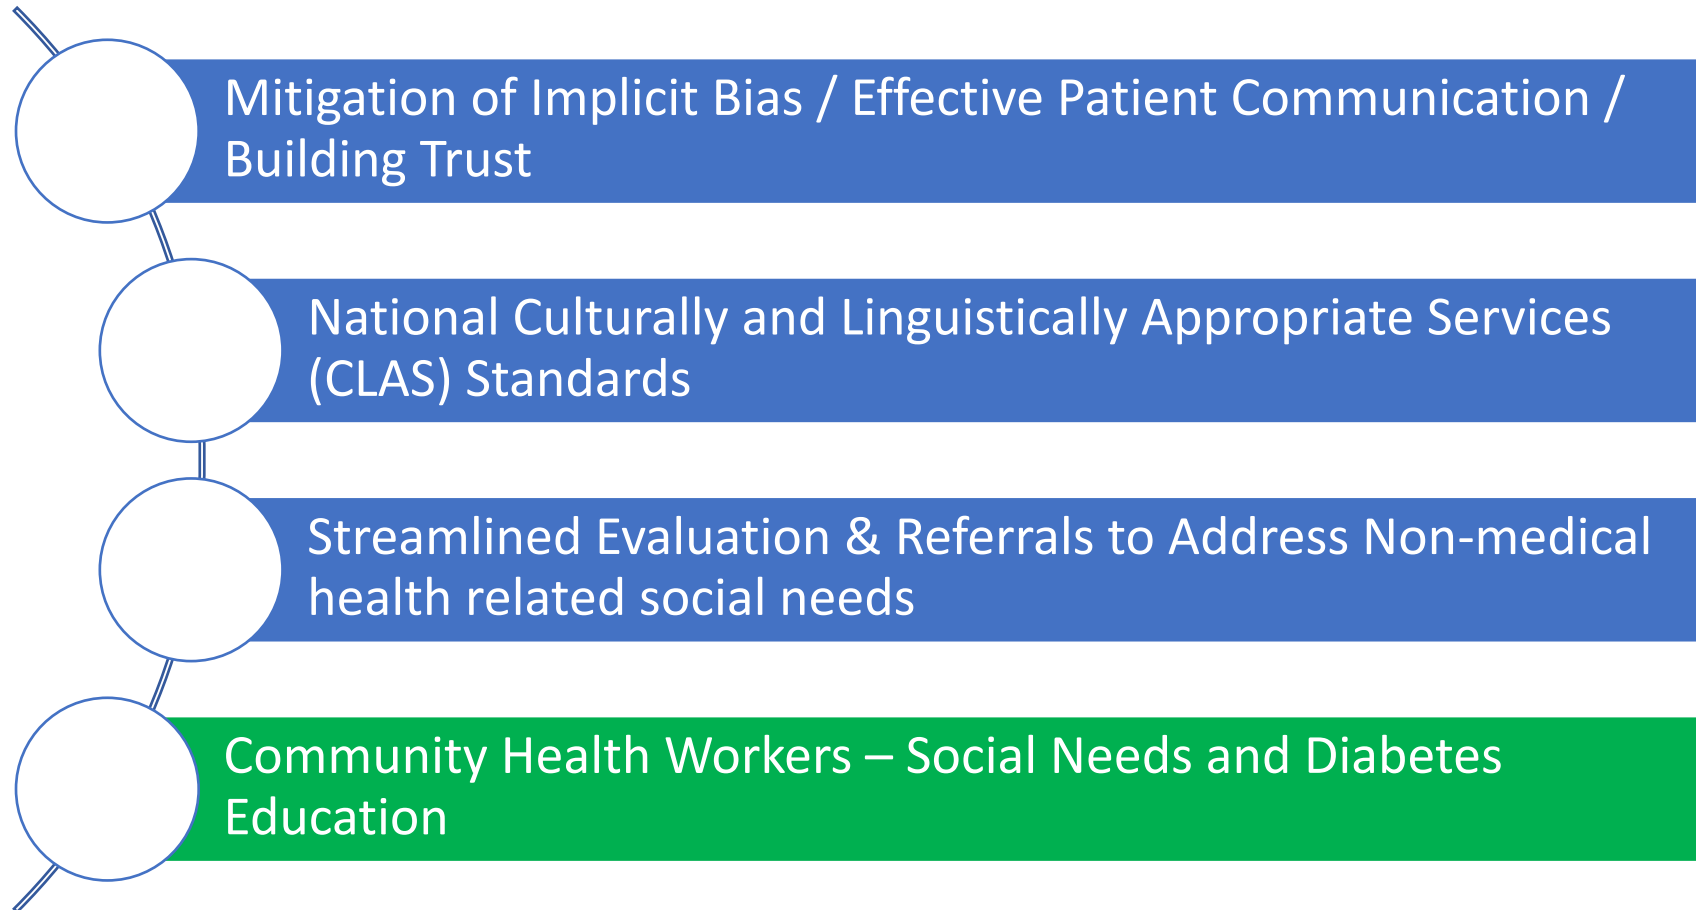 Mitigation of Implicit Bias / Effective Patient Communication /
Building Trust
National Culturally and Linguistically Appropriate Services
(CLAS) Standards
Streamlined Evaluation & Referrals to Address Non-medical
health related social needs
Community Health Workers – Social Needs and Diabetes
Education